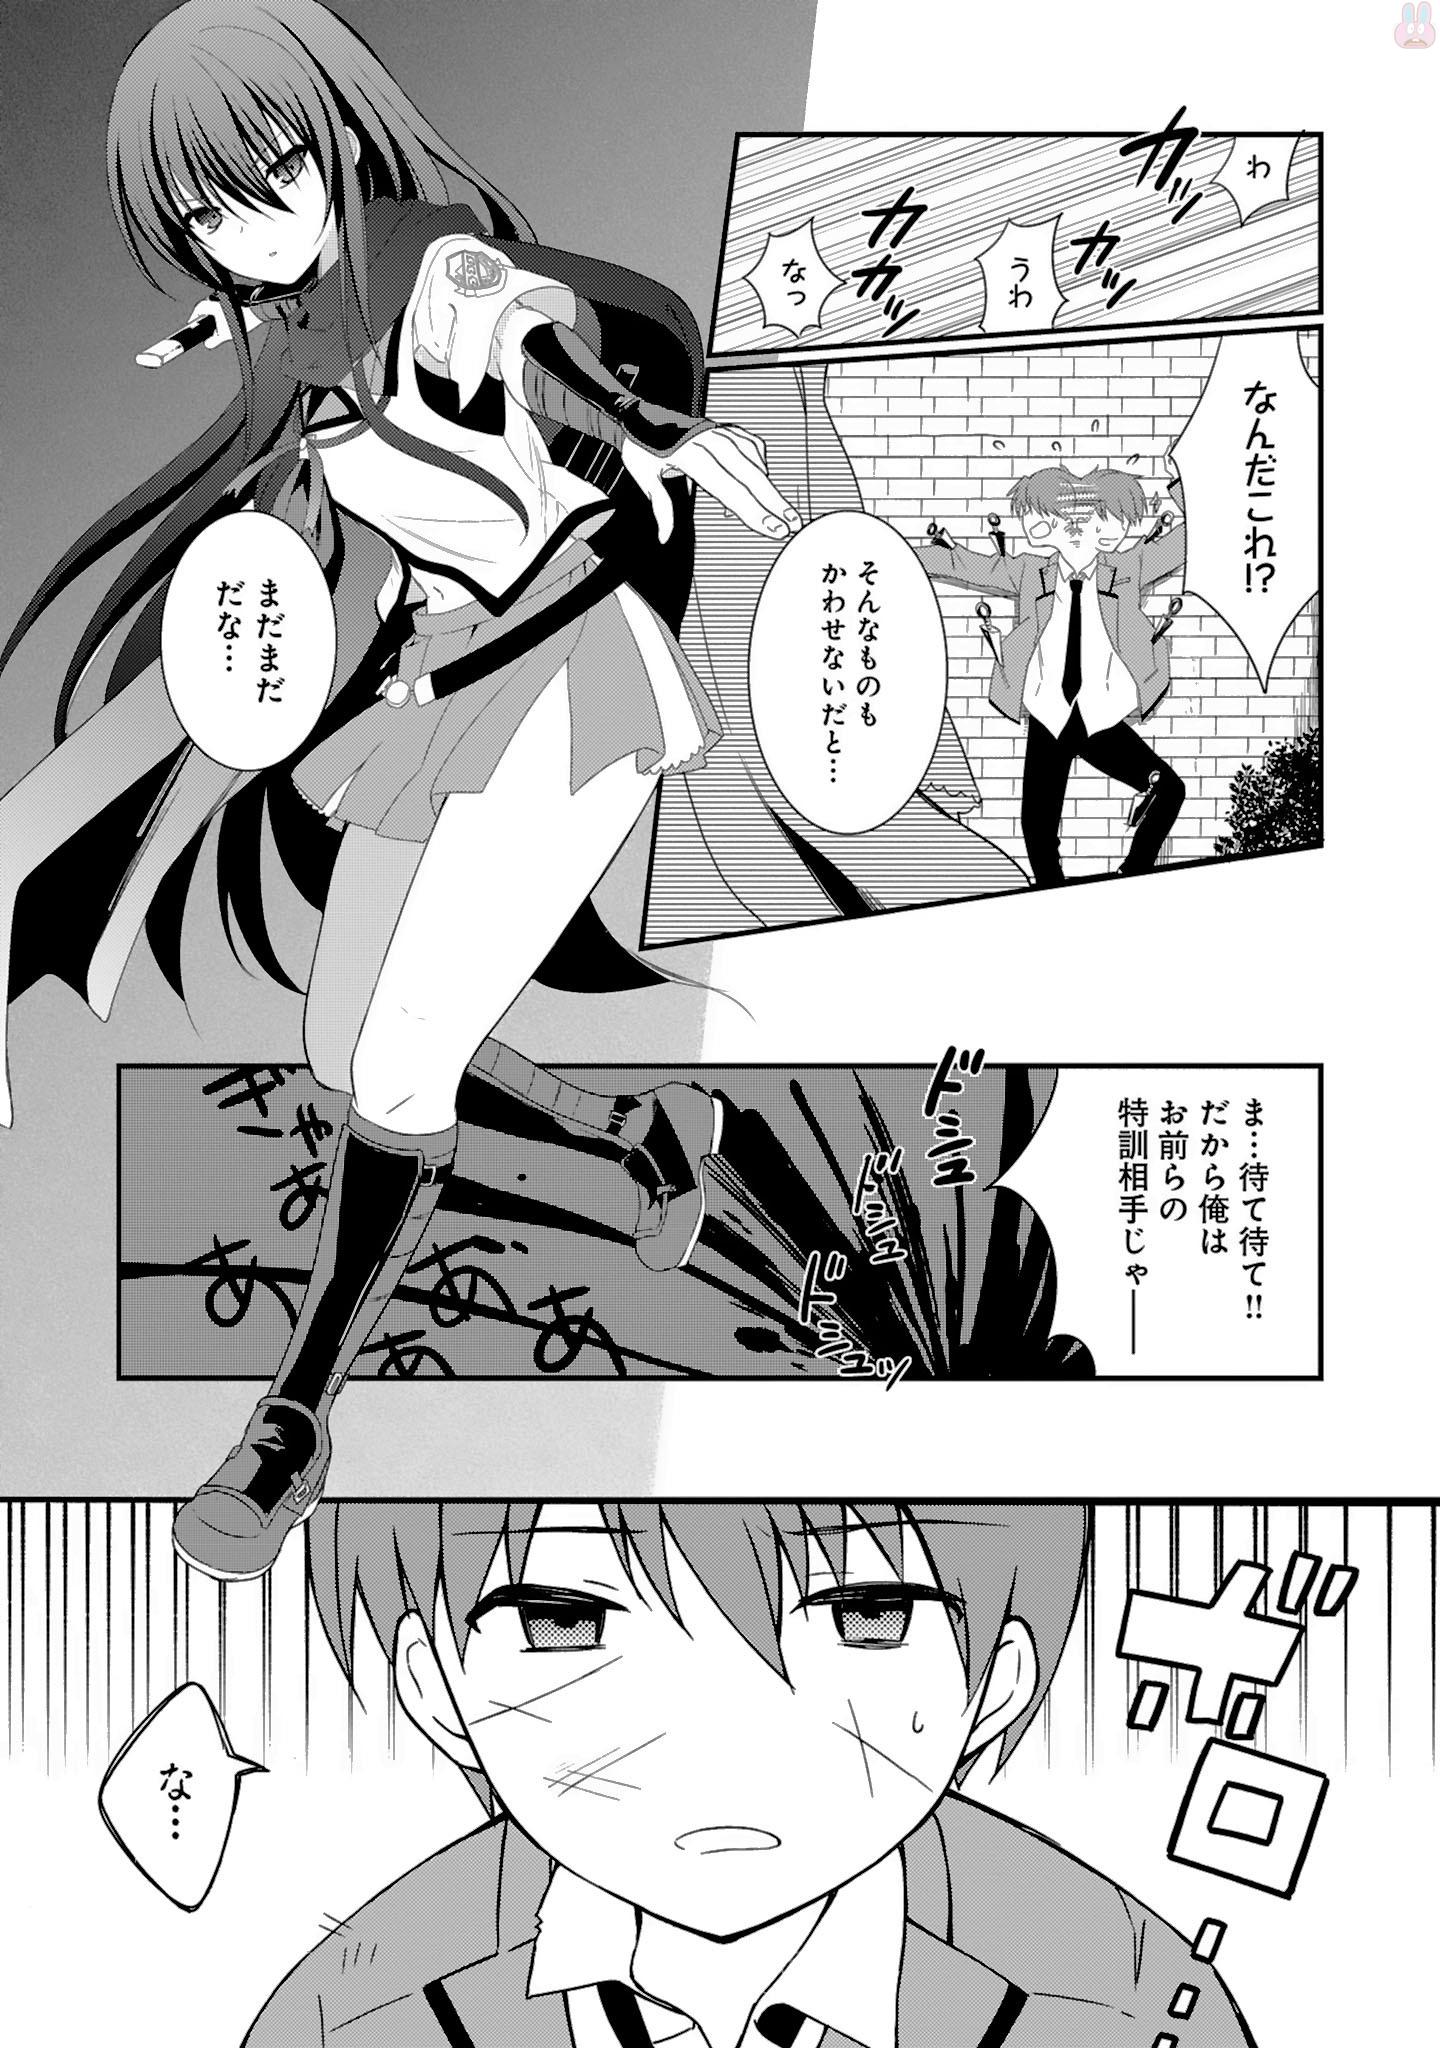 わ
カッ
カッ
うわ
カカッ
なっ
なんだこれ!?
そんなものも
かわせないだと…
まだまだ
だな…
ま…待て待て!!
だから俺は
お前らの
特訓相手じゃ──
ドシュ
ドシュ
ドシュッ
ぎゃぁ
ああああ
ボロ…
な…